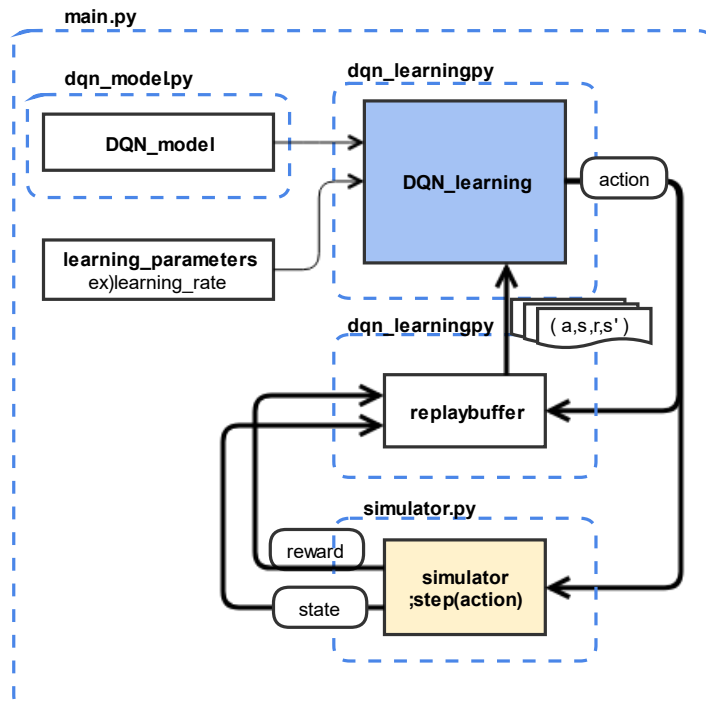 main.py
dqn_model.py
dqn_learningpy
DQN_model
DQN_learning
action
learning_parameters
ex)learning_rate
( a,s,r,s' )
dqn_learningpy
replaybuffer
simulator.py
reward
simulator
;step(action)
state